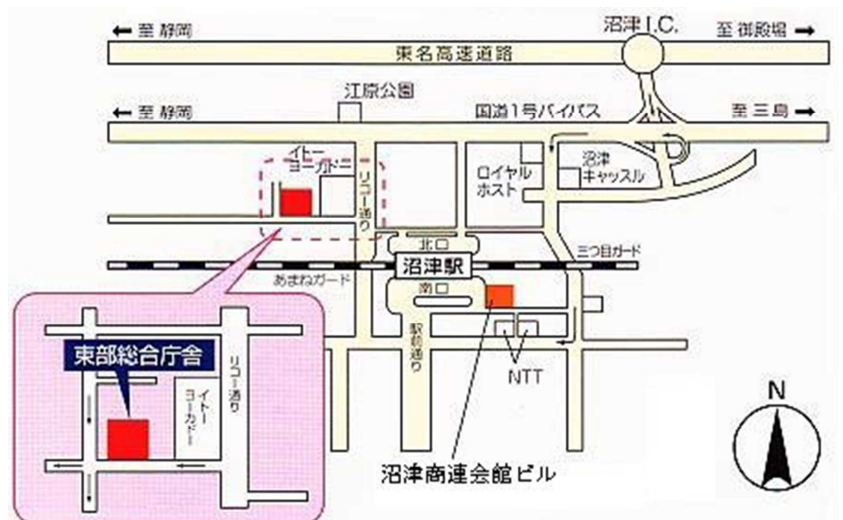 ← 至 静岡
沼津 I.C.
至 御殿場 →
東名高速道路
江原公園
← 至 静岡
国道1号バイパス
至 三島 →
イトー
ヨーカドー
リコー通り
ロイヤル
ホスト
沼津
キャッスル
北口
三つ目ガード
沼津駅
あまねガード
南口
駅前通り
NTT
東部総合庁舎
リコー通り
イトー
ヨーカドー
沼津商連会館ビル
N